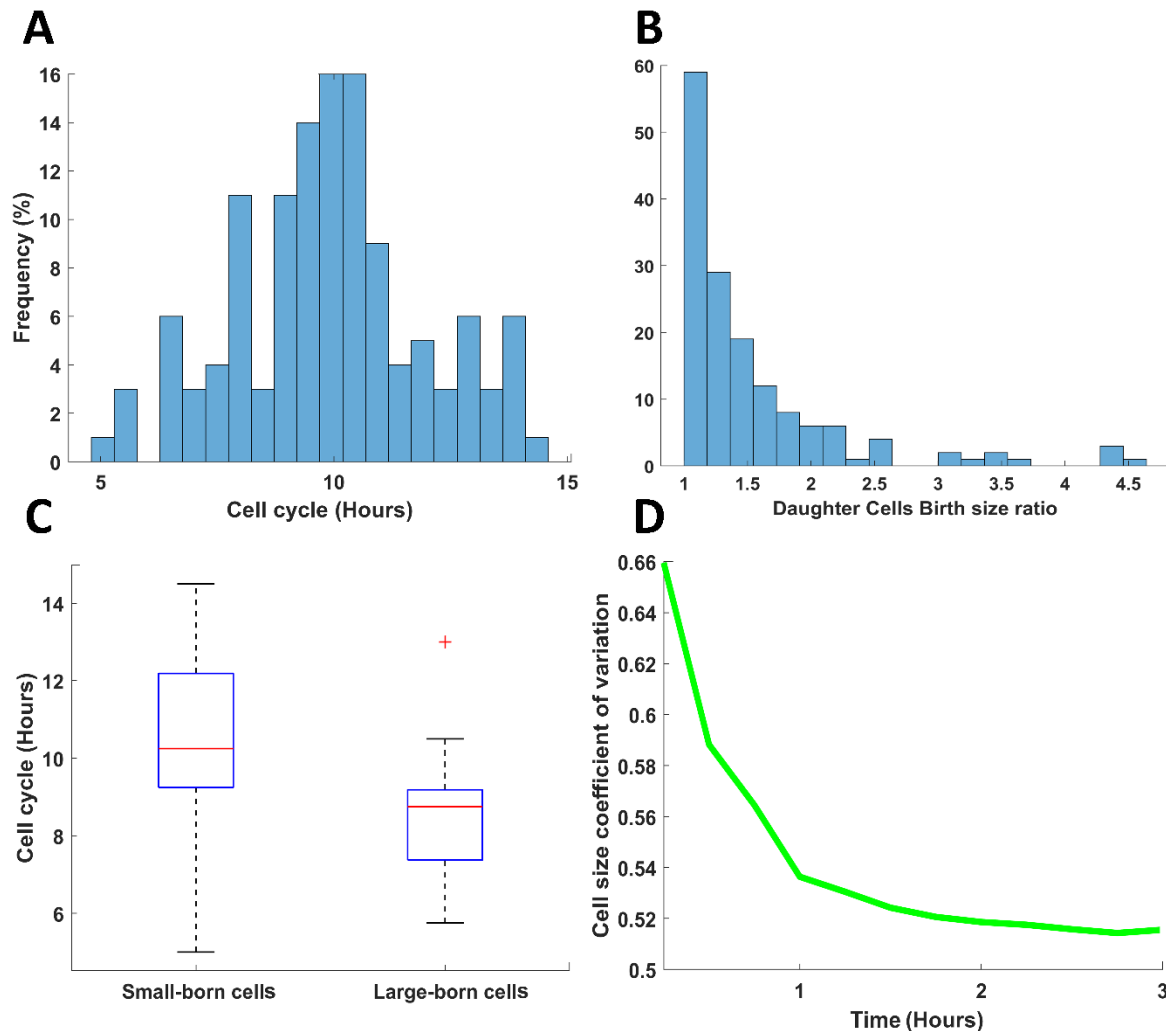 A
16
14
12
10
8
6
4
2
0
Frequency (%)
5 10 15
Cell cycle (Hours)
B
60
50
40
30
20
10
0
1 1.5 2 2.5 3 3.5 4 4.5
Daughter Cells Birth size ratio
C
14
12
10
8
6
Cell cycle (Hours)
Small-born cells Large-born cells
D
0.66
0.64
0.62
0.6
0.58
0.56
0.54
0.52
0.5
Cell size coefficient of variation
1 2 3
Time (Hours)